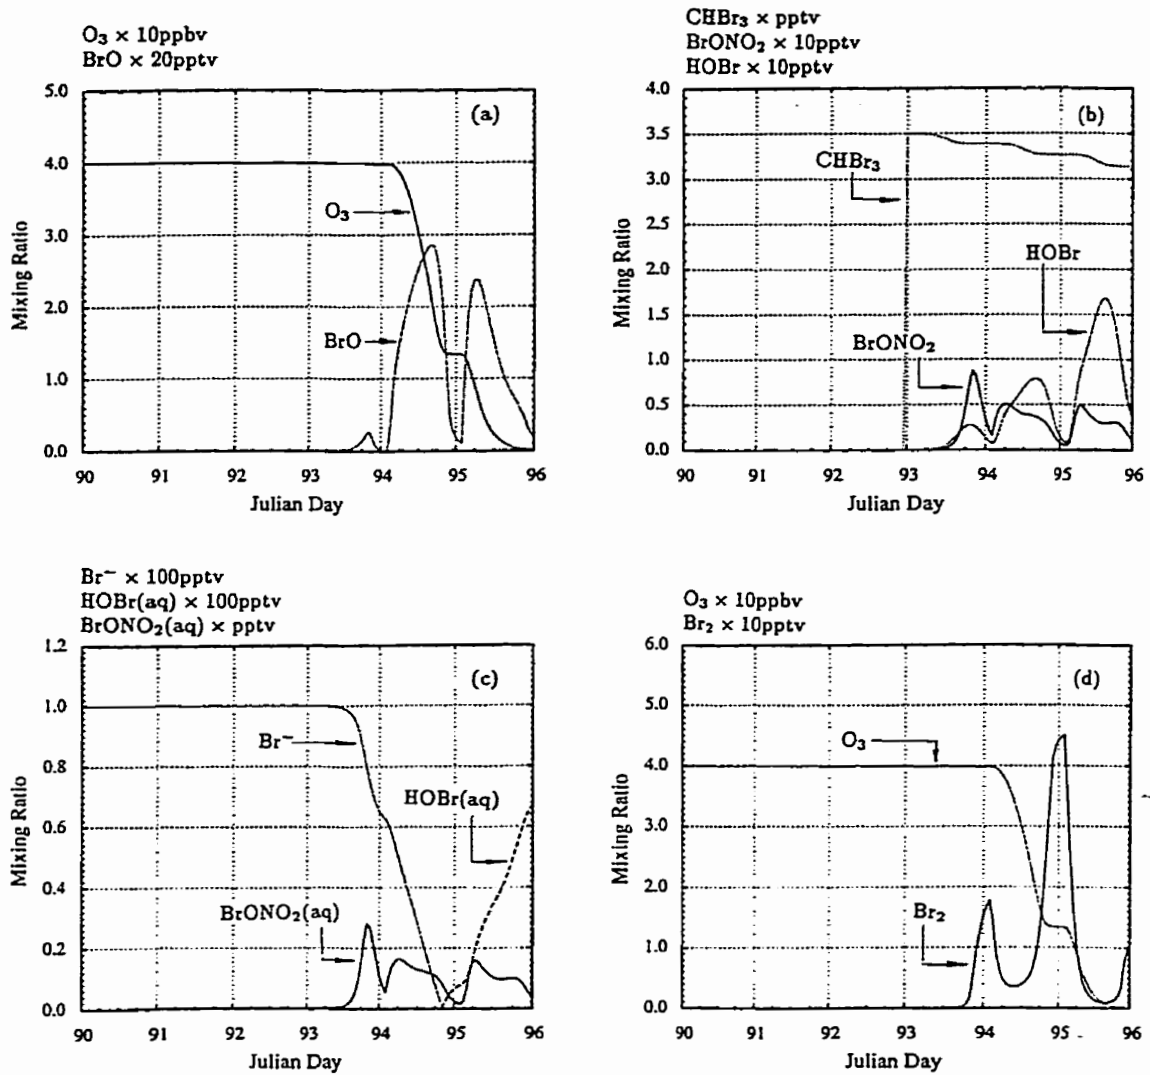 O₃ × 10ppbv
BrO × 20pptv
5.0
4.0
3.0
2.0
1.0
0.0
Mixing Ratio
(a)
O₃
BrO
90 91 92 93 94 95 96
Julian Day
CHBr₃ × pptv
BrONO₂ × 10pptv
HOBr × 10pptv
4.0
3.5
3.0
2.5
2.0
1.5
1.0
0.5
0.0
Mixing Ratio
(b)
CHBr₃
HOBr
BrONO₂
90 91 92 93 94 95 96
Julian Day
Br⁻ × 100pptv
HOBr(aq) × 100pptv
BrONO₂(aq) × pptv
1.2
1.0
0.8
0.6
0.4
0.2
0.0
Mixing Ratio
(c)
Br⁻
HOBr(aq)
BrONO₂(aq)
90 91 92 93 94 95 96
Julian Day
O₃ × 10ppbv
Br₂ × 10pptv
6.0
5.0
4.0
3.0
2.0
1.0
0.0
Mixing Ratio
(d)
O₃
Br₂
90 91 92 93 94 95 96
Julian Day